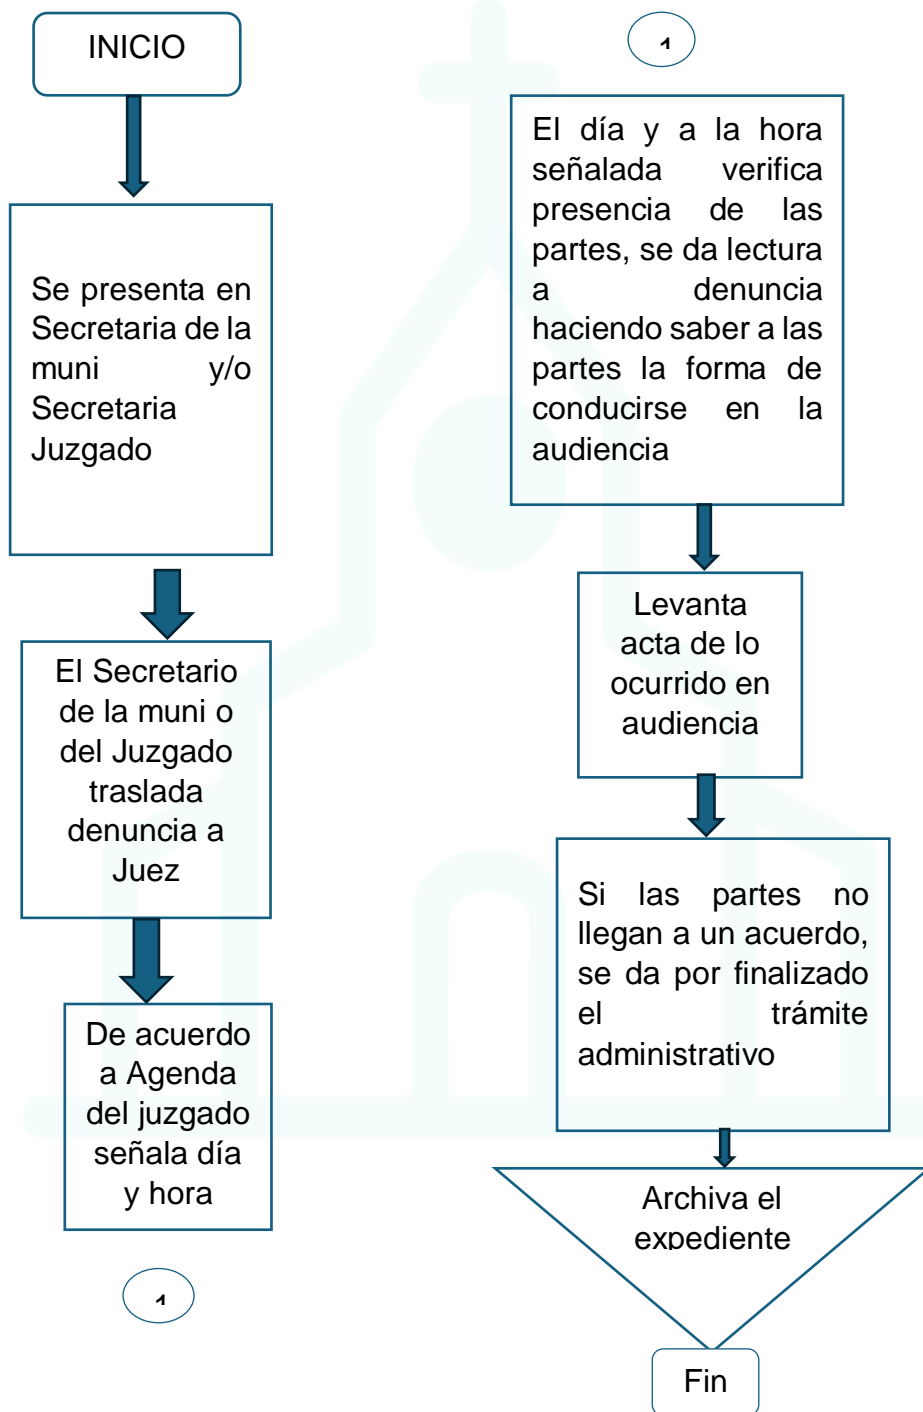 INICIO
Se presenta en
Secretaria de la
muni y/o
Secretaria
Juzgado
El Secretario
de la muni o
del Juzgado
traslada
denuncia a
Juez
De acuerdo
a Agenda
del juzgado
señala día
y hora
1
1
El día y a la hora
señalada verifica
presencia de las
partes, se da lectura
a denuncia
haciendo saber a las
partes la forma de
conducirse en la
audiencia
Levanta
acta de lo
ocurrido en
audiencia
Si las partes no
llegan a un acuerdo,
se da por finalizado
el trámite
administrativo
Archiva el
expediente
Fin